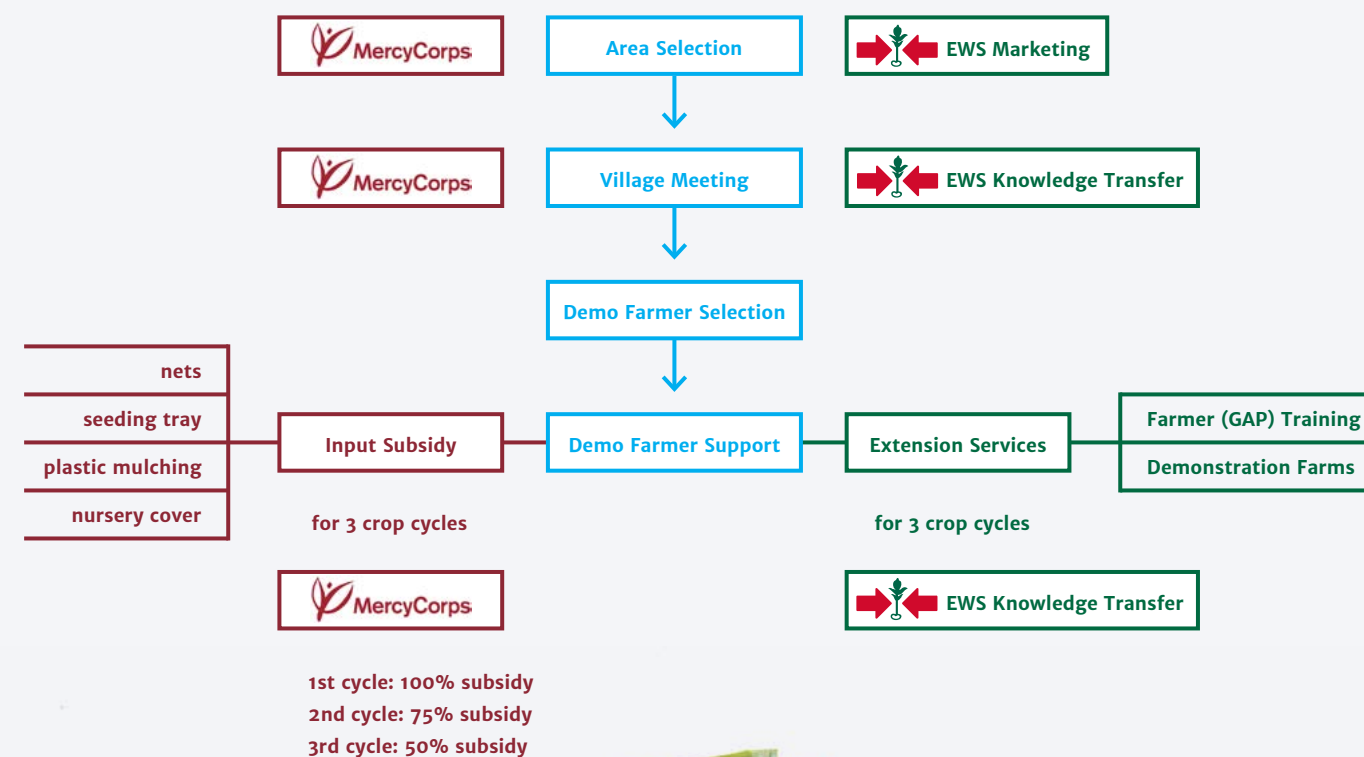 MercyCorps
Area Selection
EWS Marketing
MercyCorps
Village Meeting
EWS Knowledge Transfer
Demo Farmer Selection
nets
seeding tray
plastic mulching
nursery cover
Input Subsidy
Demo Farmer Support
Extension Services
Farmer (GAP) Training
Demonstration Farms
for 3 crop cycles
for 3 crop cycles
MercyCorps
EWS Knowledge Transfer
1st cycle: 100% subsidy
2nd cycle: 75% subsidy
3rd cycle: 50% subsidy